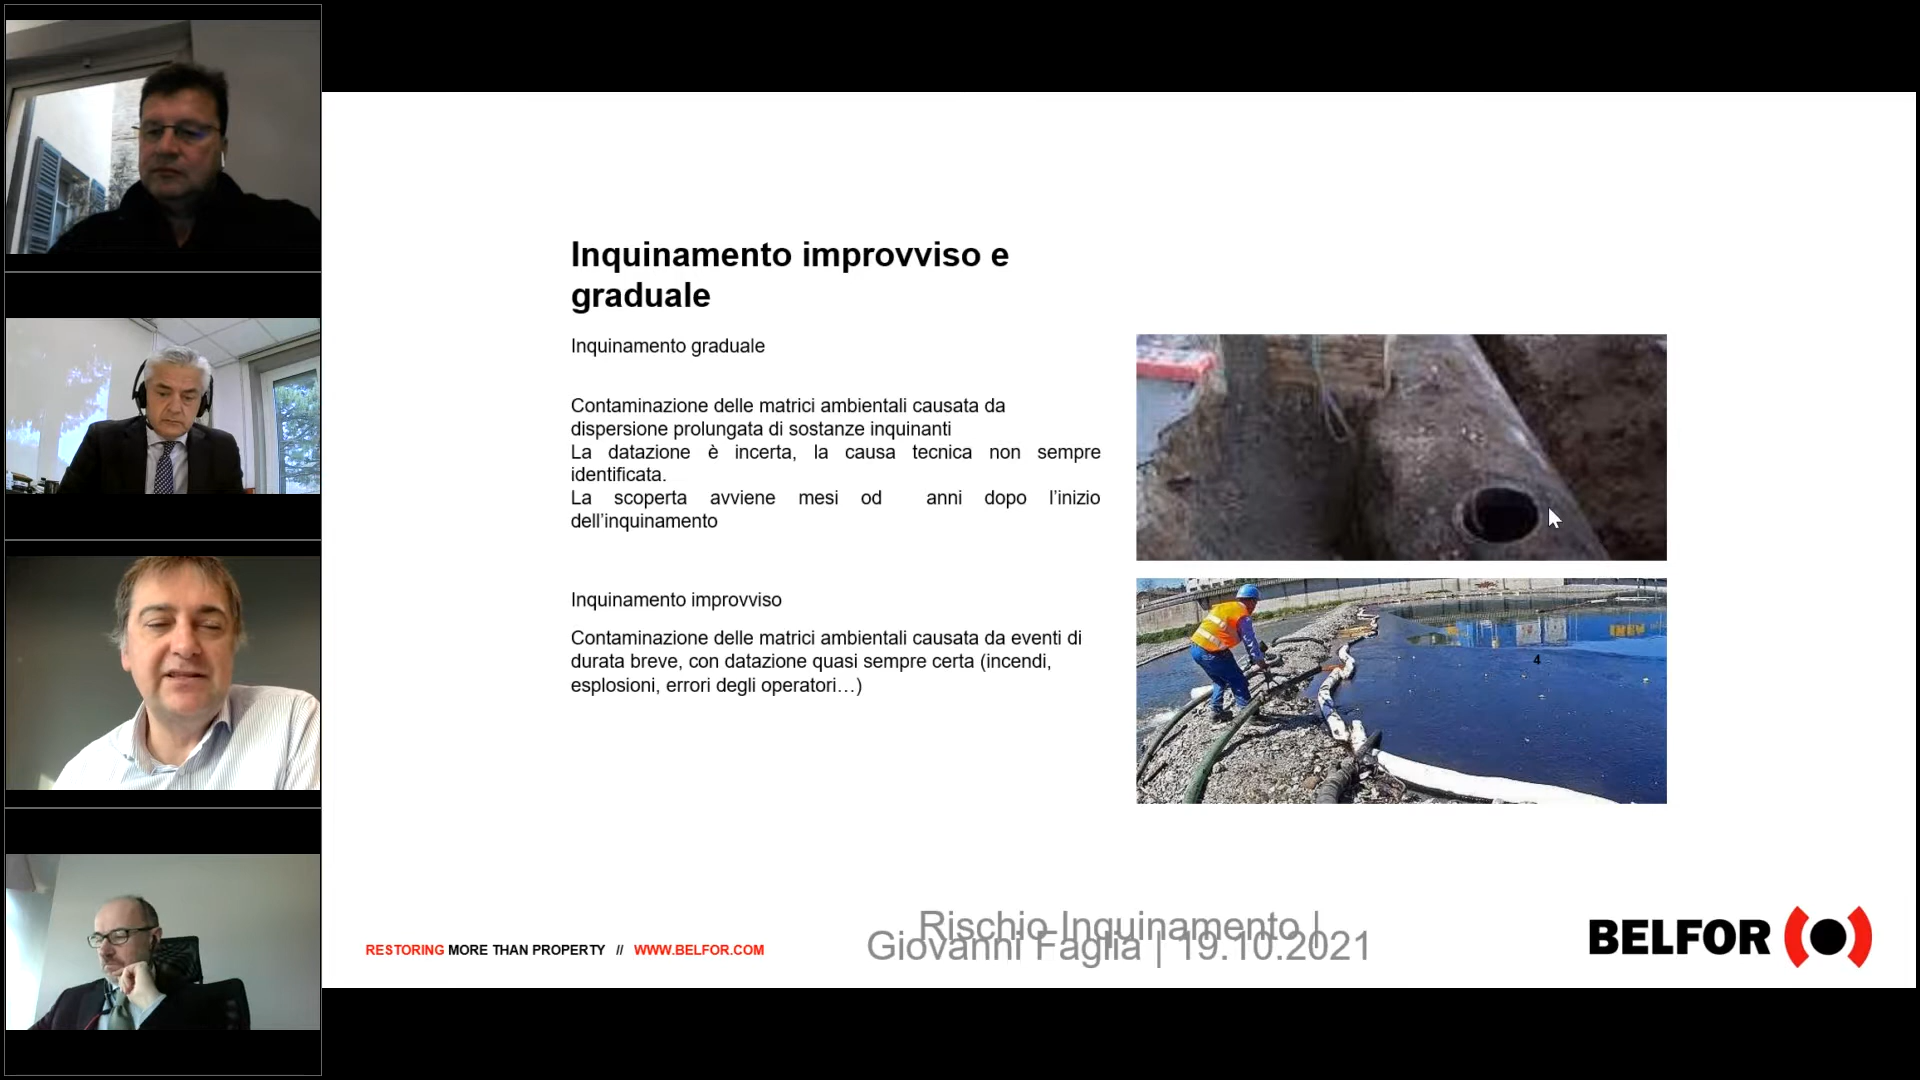 Inquinamento improvviso e
graduale
Inquinamento graduale
Contaminazione delle matrici ambientali causata da
dispersione prolungata di sostanze inquinanti
La datazione è incerta, la causa tecnica non sempre
identificata.
La scoperta avviene mesi od anni dopo l’inizio
dell’inquinamento
Inquinamento improvviso
Contaminazione delle matrici ambientali causata da eventi di
durata breve, con datazione quasi sempre certa (incendi,
esplosioni, errori degli operatori…)
4
RESTORING MORE THAN PROPERTY // WWW.BELFOR.COM
Rischio Inquinamento |
Giovanni Faglia | 19.10.2021
BELFOR